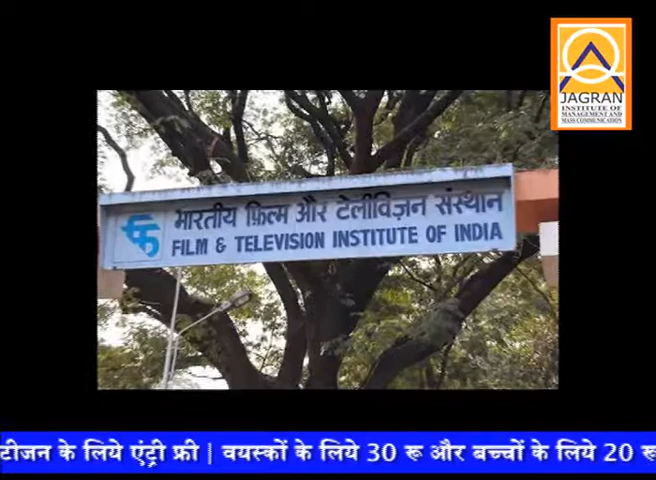 JAGRAN
INSTITUTE OF
MANAGEMENT &
MASS COMMUNICATION
भारतीय फ़िल्म और टेलीविज़न संस्थान
FILM & TELEVISION INSTITUTE OF INDIA
टीजन के लिये एंट्री फ्री | वयस्कों के लिये 30 रू और बच्चों के लिये 20 रू